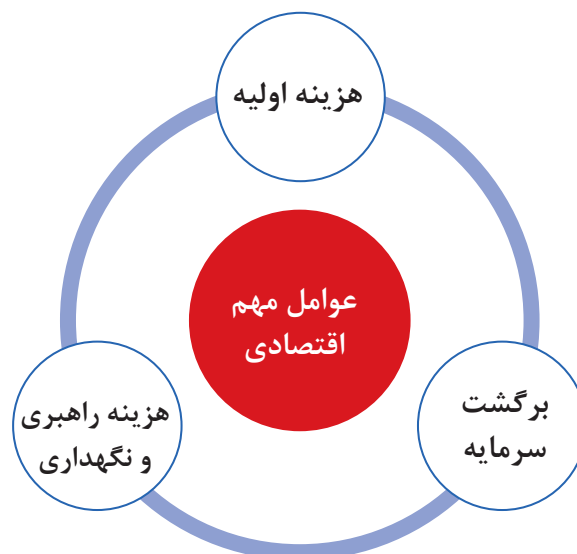 هزینه اولیه
عوامل مهم
اقتصادی
برگشت
سرمایه
هزینه راهبری
و نگهداری